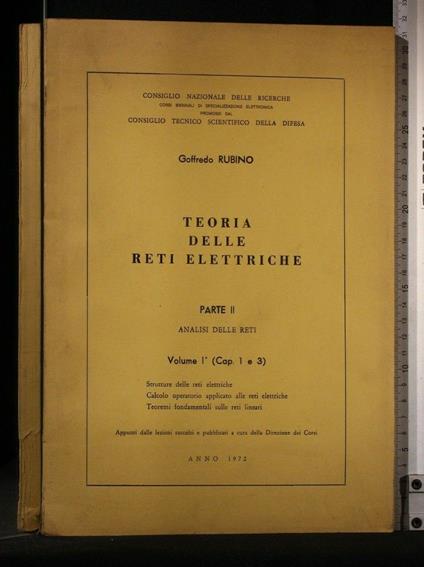 CONSIGLIO NAZIONALE DELLE RICERCHE
CORSI BIENNALI DI SPECIALIZZAZIONE ELETTRONICA
PROMOSSI DAL
CONSIGLIO TECNICO SCIENTIFICO DELLA DIFESA
Goffredo RUBINO
TEORIA
DELLE
RETI ELETTRICHE
PARTE II
ANALISI DELLE RETI
Volume I° (Cap. 1 e 3)
Strutture delle reti elettriche
Calcolo operatorio applicato alle reti elettriche
Teoremi fondamentali sulle reti lineari
Appunti dalle lezioni raccolti e pubblicati a cura della Direzione dei Corsi
ANNO 1972